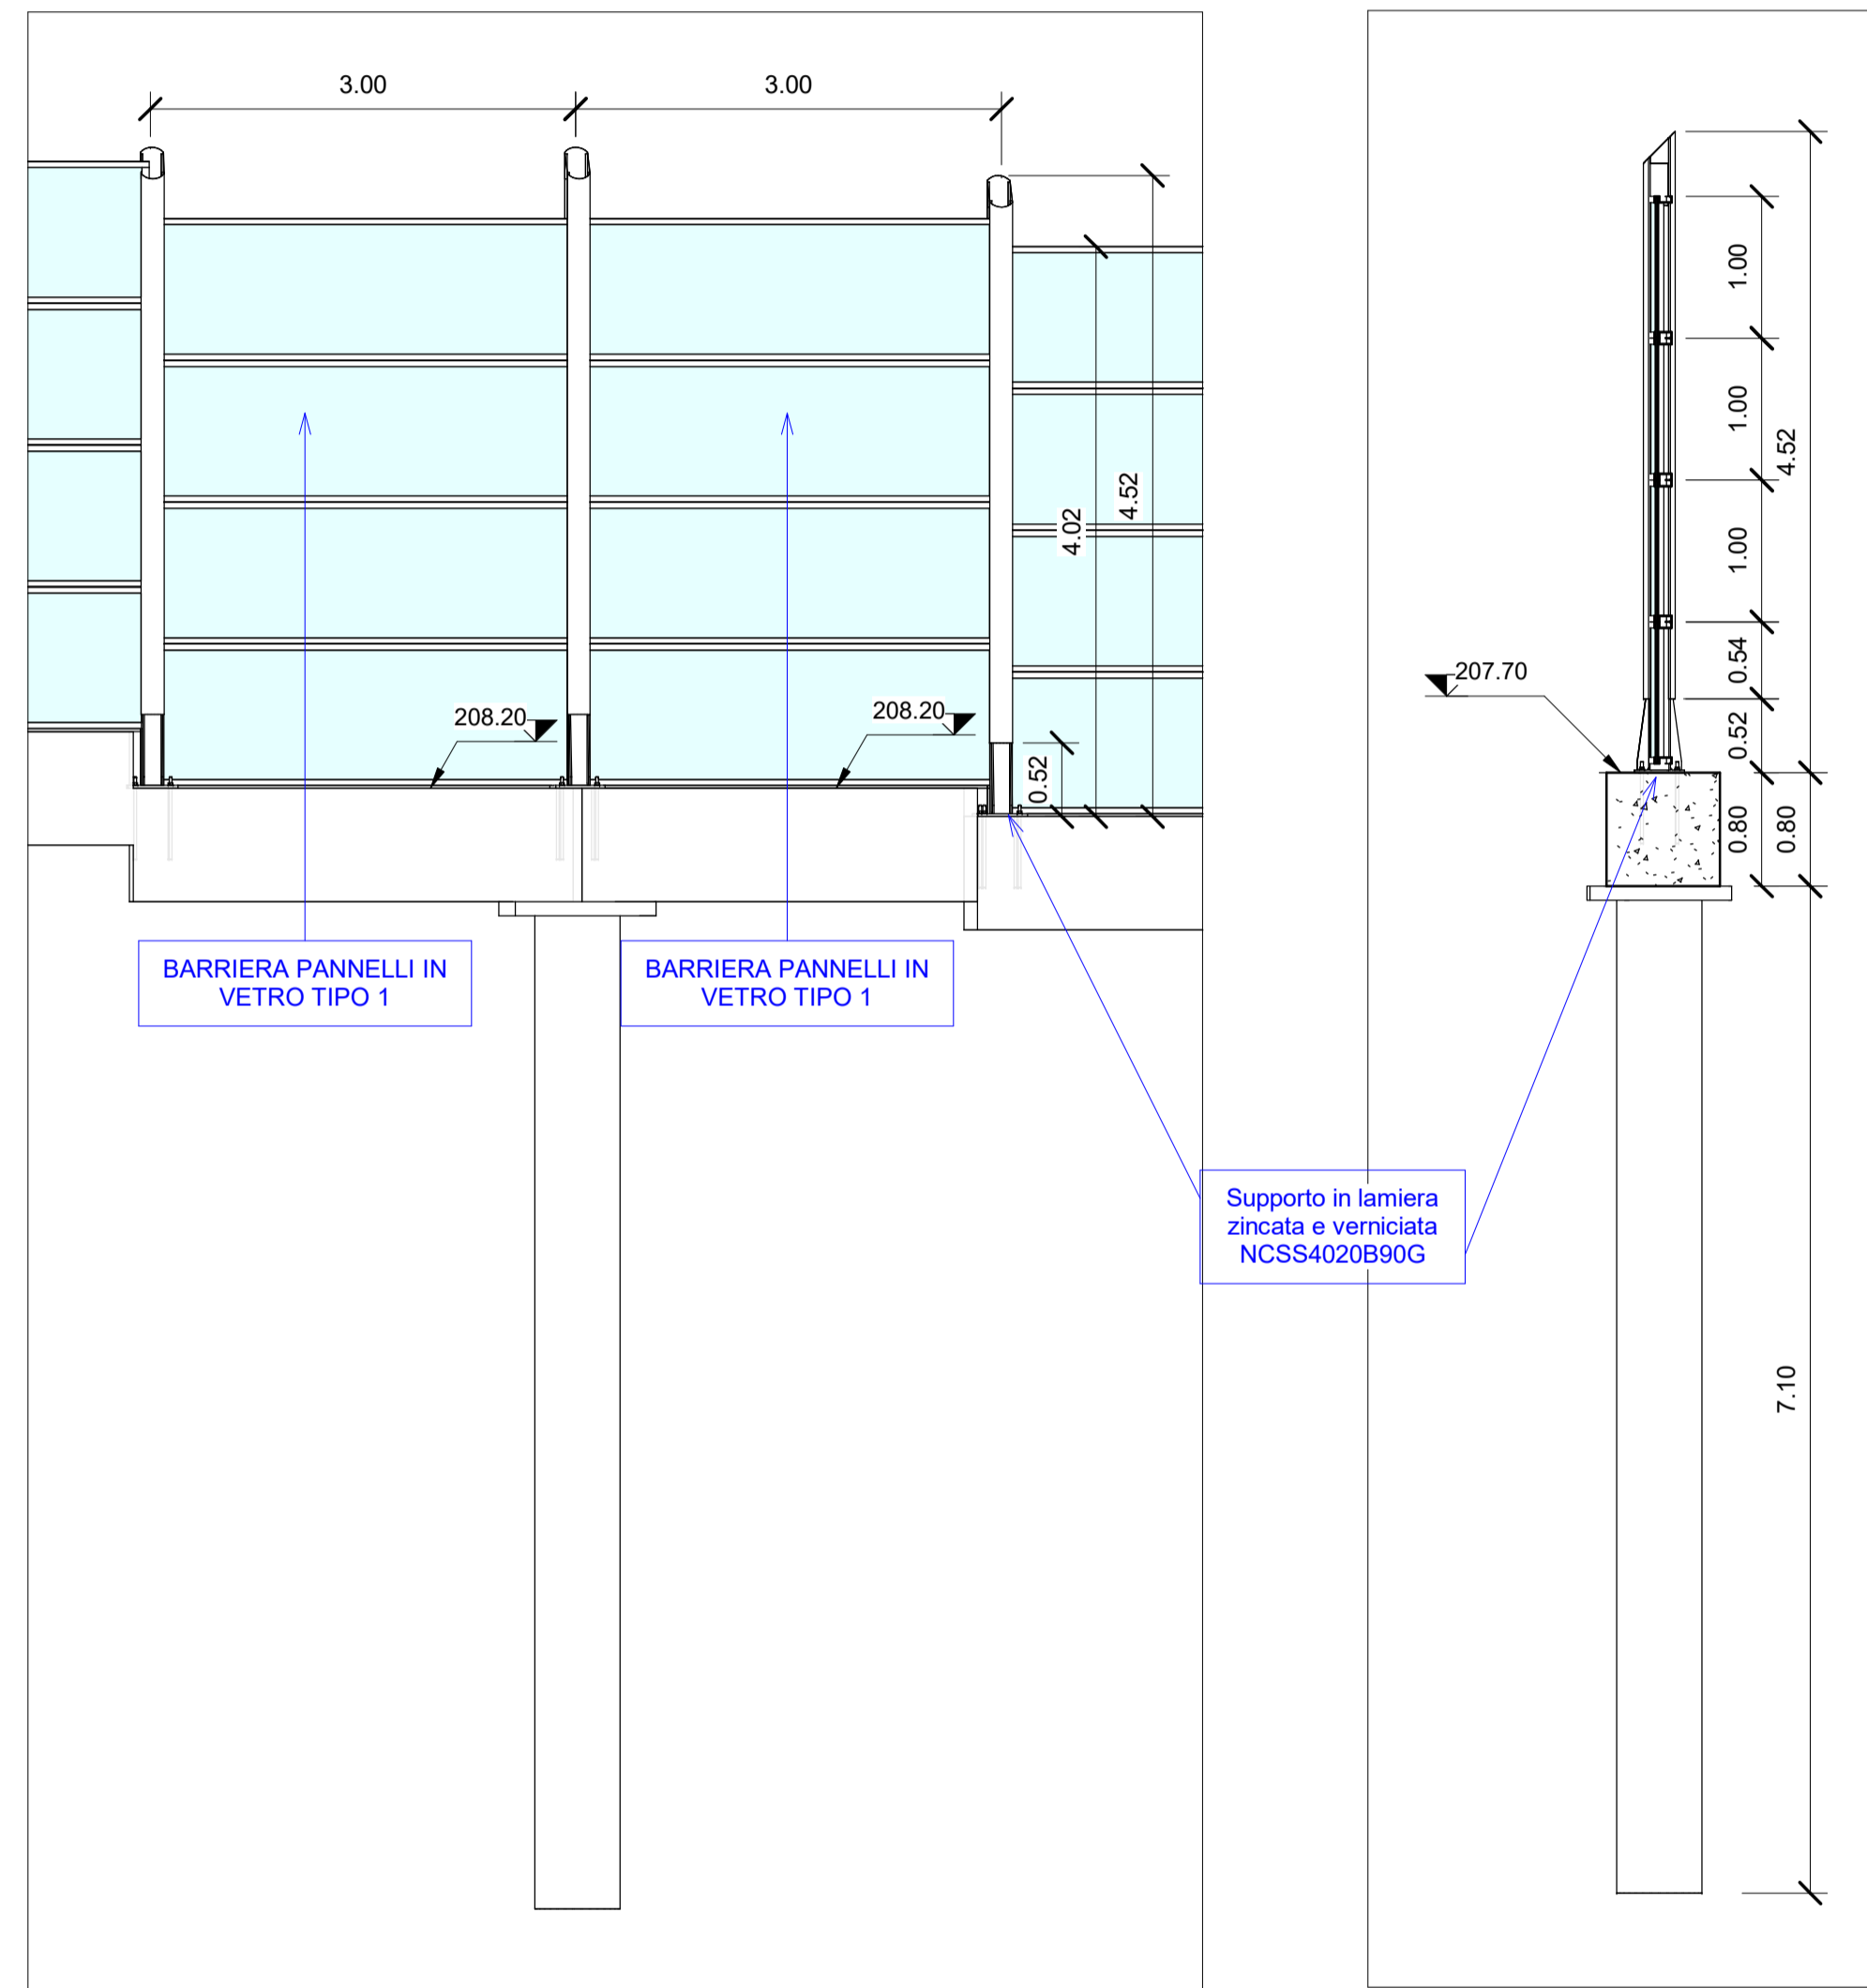 3.00
3.00
4.02
4.52
0.52
208.20
208.20
BARRIERA PANNELLI IN
VETRO TIPO 1
BARRIERA PANNELLI IN
VETRO TIPO 1
Supporto in lamiera
zincata e verniciata
NCSS4020B90G
207.70
1.00
1.00
1.00
0.54
0.52
0.80
4.52
0.80
7.10